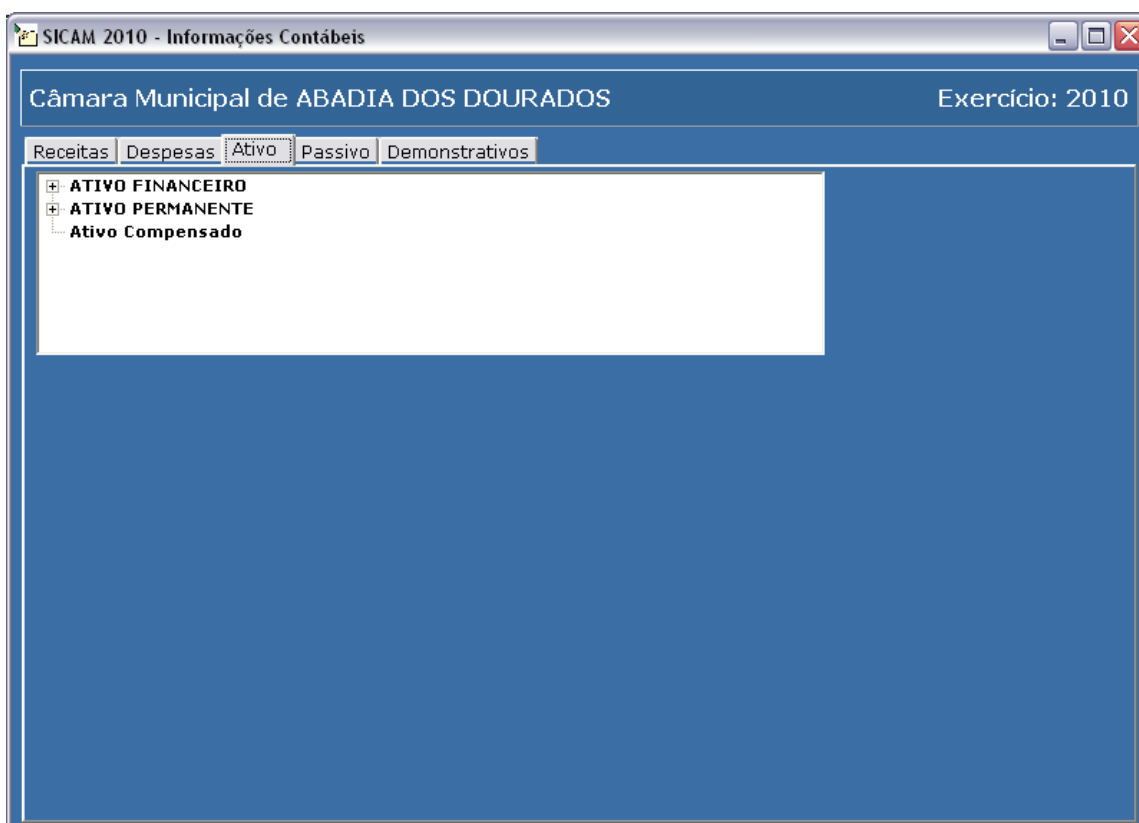 SICAM 2010 - Informações Contábeis
Câmara Municipal de ABADIA DOS DOURADOS Exercício: 2010
Receitas Despesas Ativo Passivo Demonstrativos
ATIVO FINANCEIRO
ATIVO PERMANENTE
Ativo Compensado